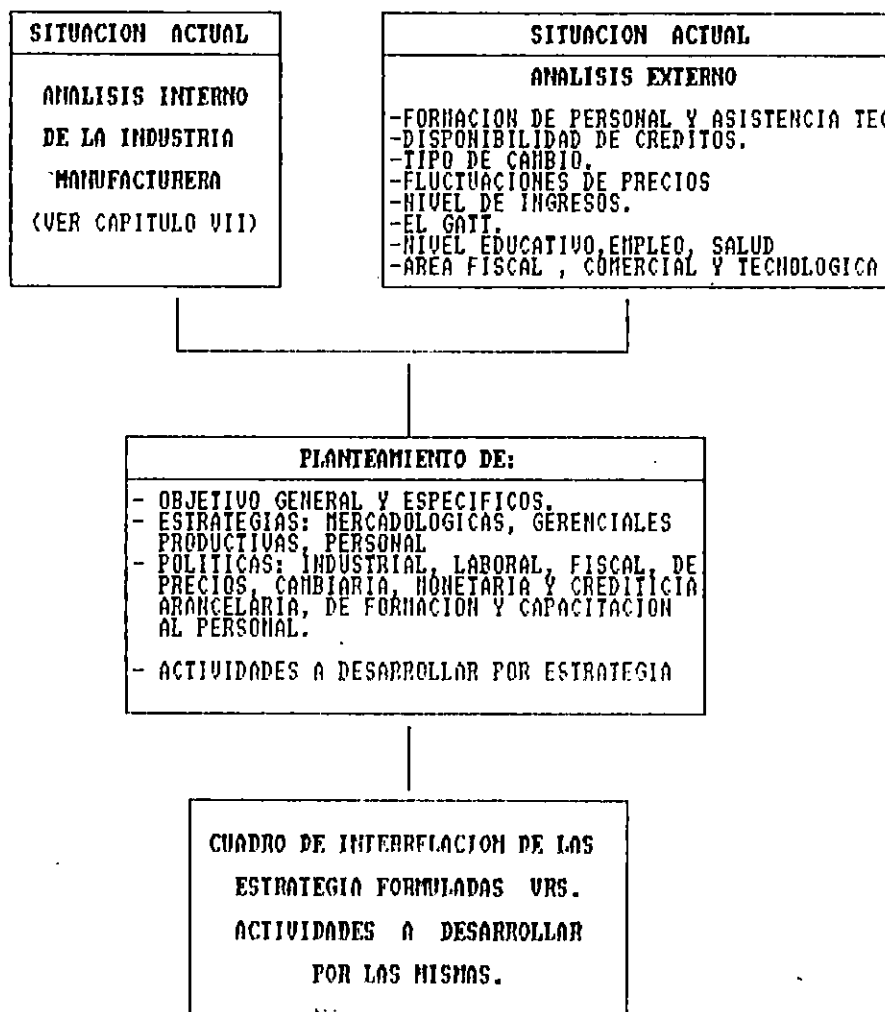 SITUACION ACTUAL
ANALISIS INTERNO
DE LA INDUSTRIA
MANUFACTURERA
(VER CAPITULO VII)
SITUACION ACTUAL
ANALISIS EXTERNO
-FORMACION DE PERSONAL Y ASISTENCIA TEC
-DISPONIBILIDAD DE CREDITOS.
-TIPO DE CAMBIO.
-FLUCTUACIONES DE PRECIOS
-NIVEL DE INGRESOS.
-EL GATT.
-NIVEL EDUCATIVO,EMPLEO, SALUD
-AREA FISCAL , COMERCIAL Y TECNOLOGICA
PLANTEAMIENTO DE:
- OBJETIVO GENERAL Y ESPECIFICOS.
- ESTRATEGIAS: MERCADOLOGICAS, GERENCIALES
PRODUCTIVAS, PERSONAL
- POLITICAS: INDUSTRIAL, LABORAL, FISCAL, DE
PRECIOS, CAMBIARIA, MONETARIA Y CREDITICIA
ARANCELARIA, DE FORMACION Y CAPACITACION
AL PERSONAL.
- ACTIVIDADES A DESARROLLAR POR ESTRATEGIA
CUADRO DE INTERRELACION DE LAS
ESTRATEGIA FORMULADAS VRS.
ACTIVIDADES A DESARROLLAR
POR LAS MISMAS.